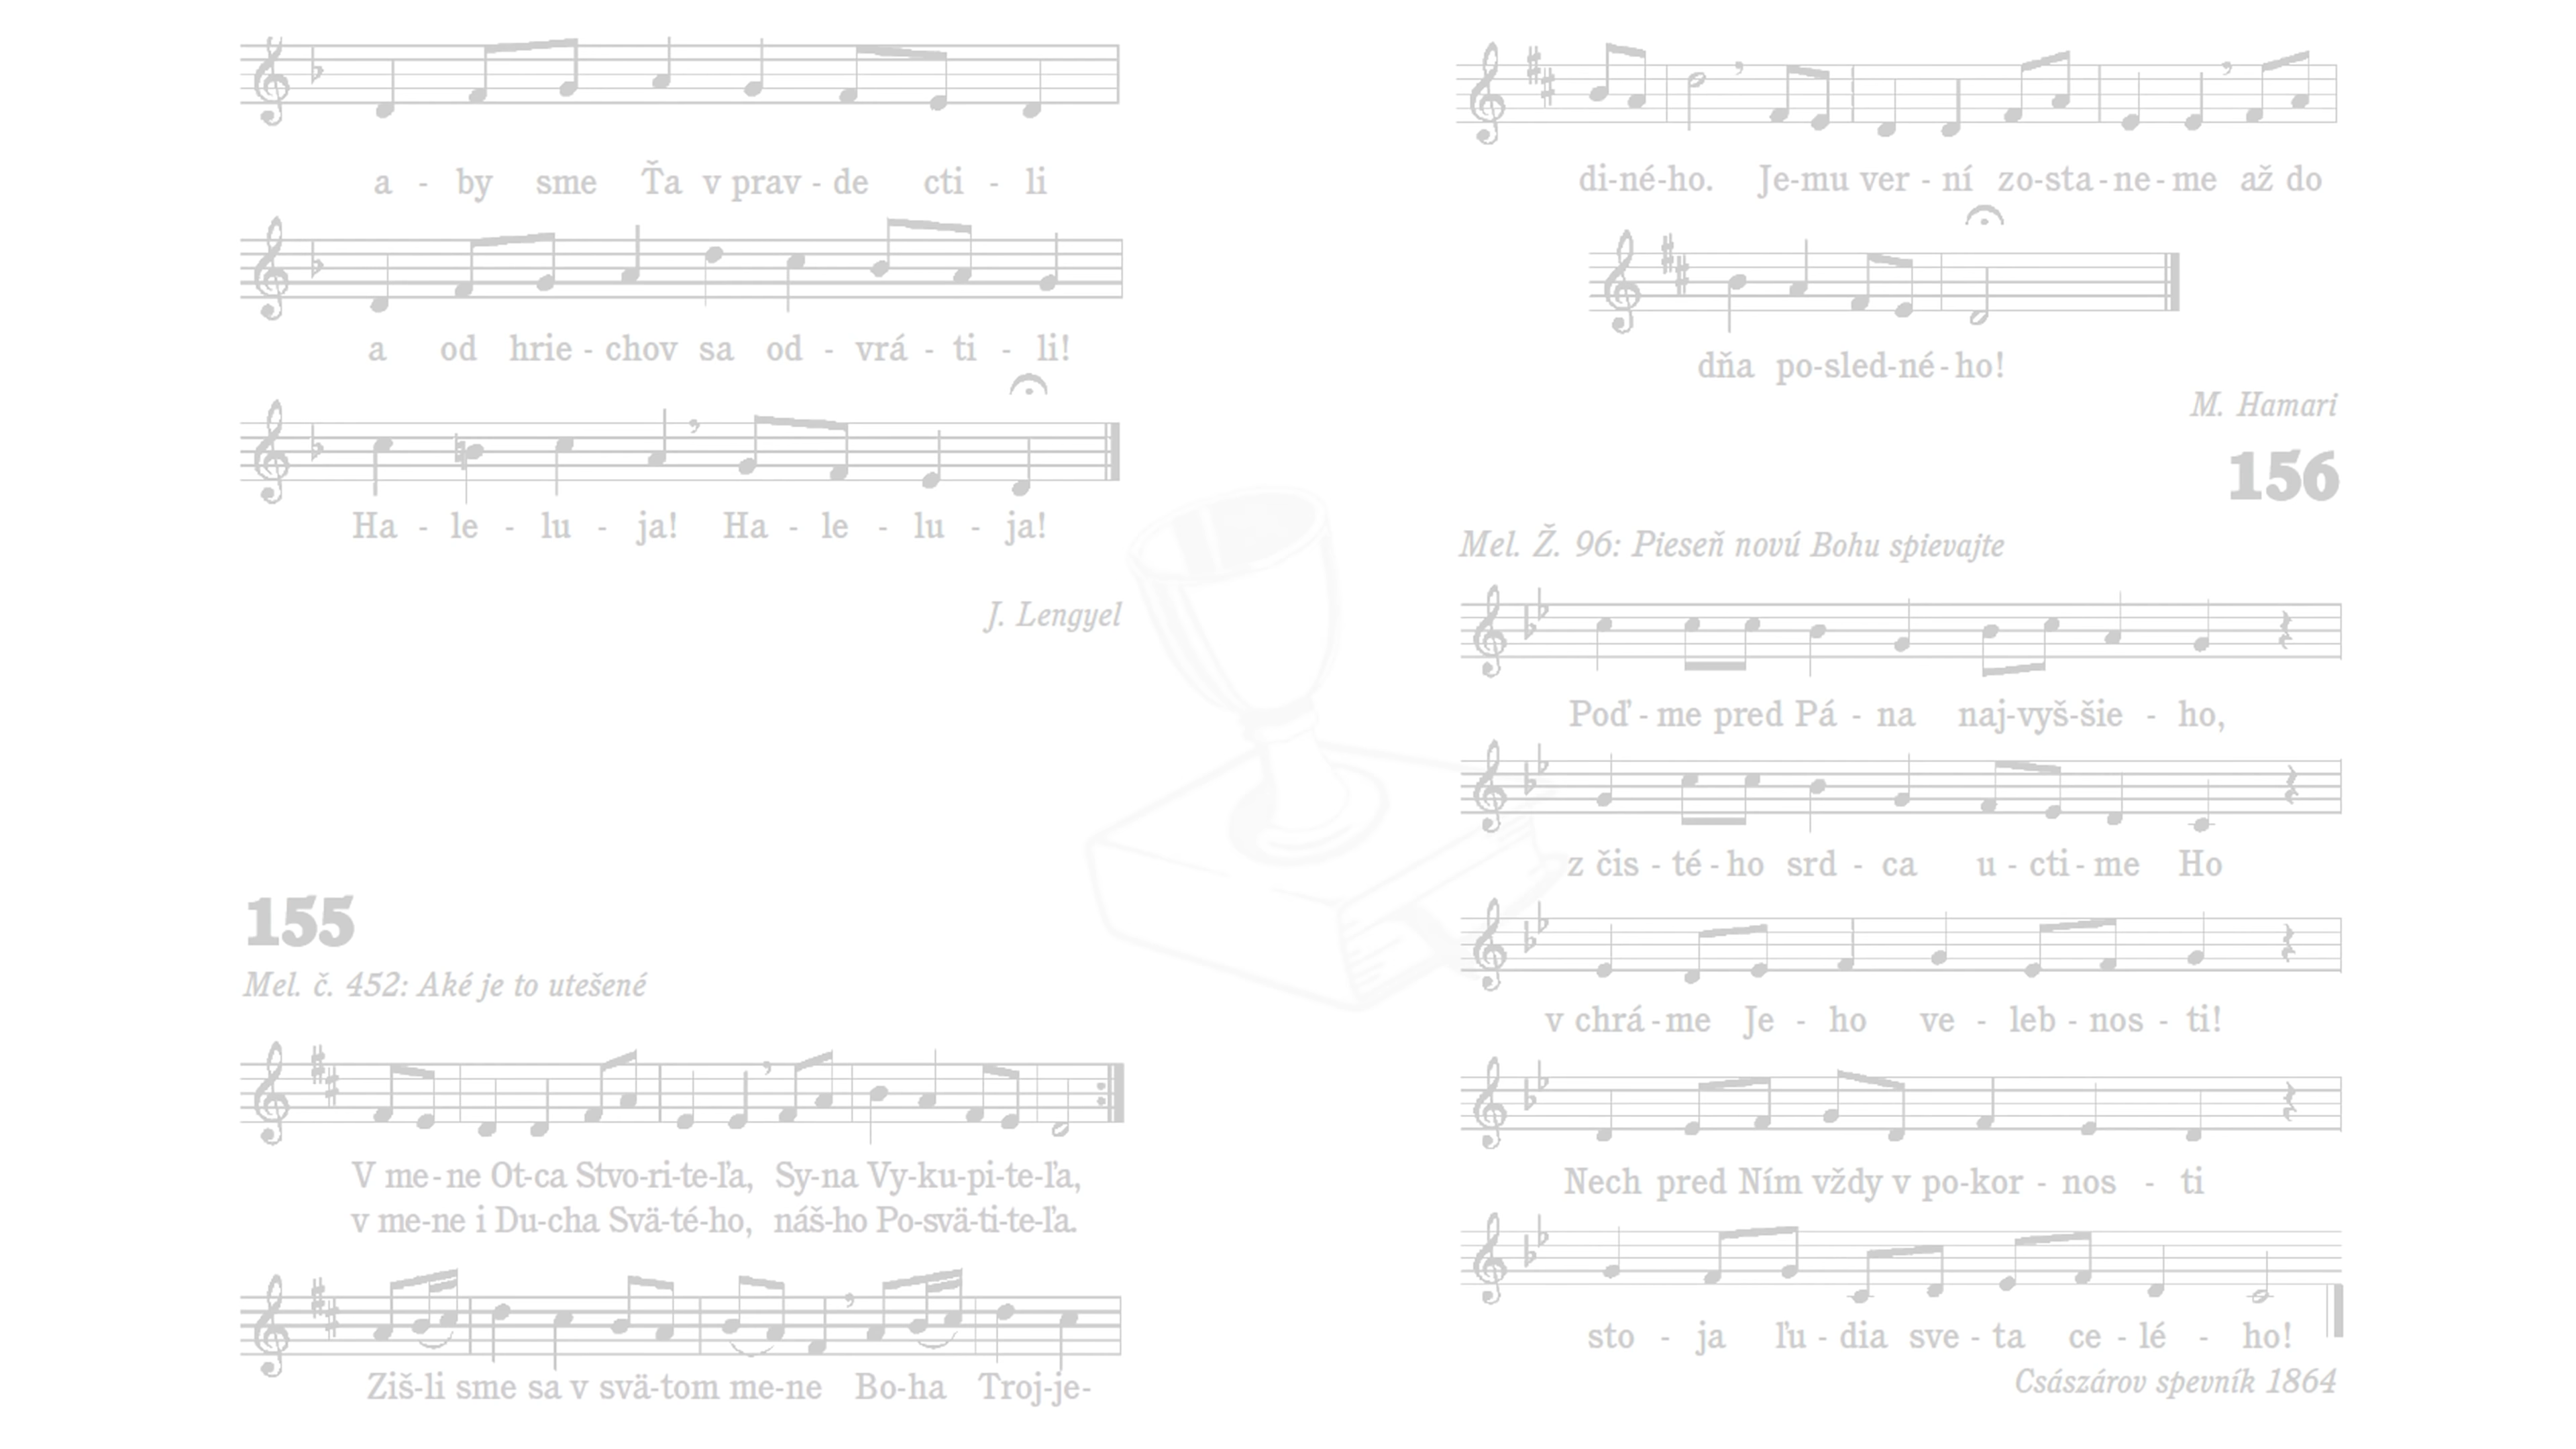 a - by sme Ťa v prav - de cti - li
a od hrie - chov sa od - vrá - ti - li!
Ha - le - lu - ja! Ha - le - lu - ja!
J. Lengyel
155
Mel. č. 452: Aké je to utešené
V me - ne Ot-ca Stvo-ri-te-ľa, Sy-na Vy-ku-pi-te-ľa,
v me-ne i Du-cha Svä-té-ho, náš-ho Po-svä-ti-te-ľa.
Ziš-li sme sa v svä-tom me-ne Bo-ha Troj-je-
di-né-ho. Je-mu ver - ní zo-sta - ne - me až do
dňa po-sled-né - ho!
M. Hamari
156
Mel. Ž. 96: Pieseň novú Bohu spievajte
Poď - me pred Pá - na naj-vyš-šie - ho,
z čis - té - ho srd - ca u - cti - me Ho
v chrá - me Je - ho ve - leb - nos - ti!
Nech pred Ním vždy v po-kor - nos - ti
sto - ja ľu - dia sve - ta ce - lé - ho!
Császárov spevník 1864